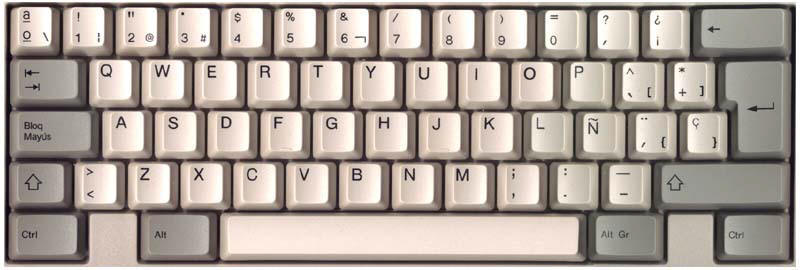 ª ! " · $ % & / ( ) = ? ¿ ←
º \ 1 ¦ 2 @ 3 # 4 5 6 ¬ 7 8 9 0 ' ¡
Q W E R T Y U I O P ^ ` [ * + ]
Bloq Mayús A S D F G H J K L Ñ ¨ ´ { ç }
> < Z X C V B N M ; , : . _ -
Ctrl Alt Alt Gr Ctrl